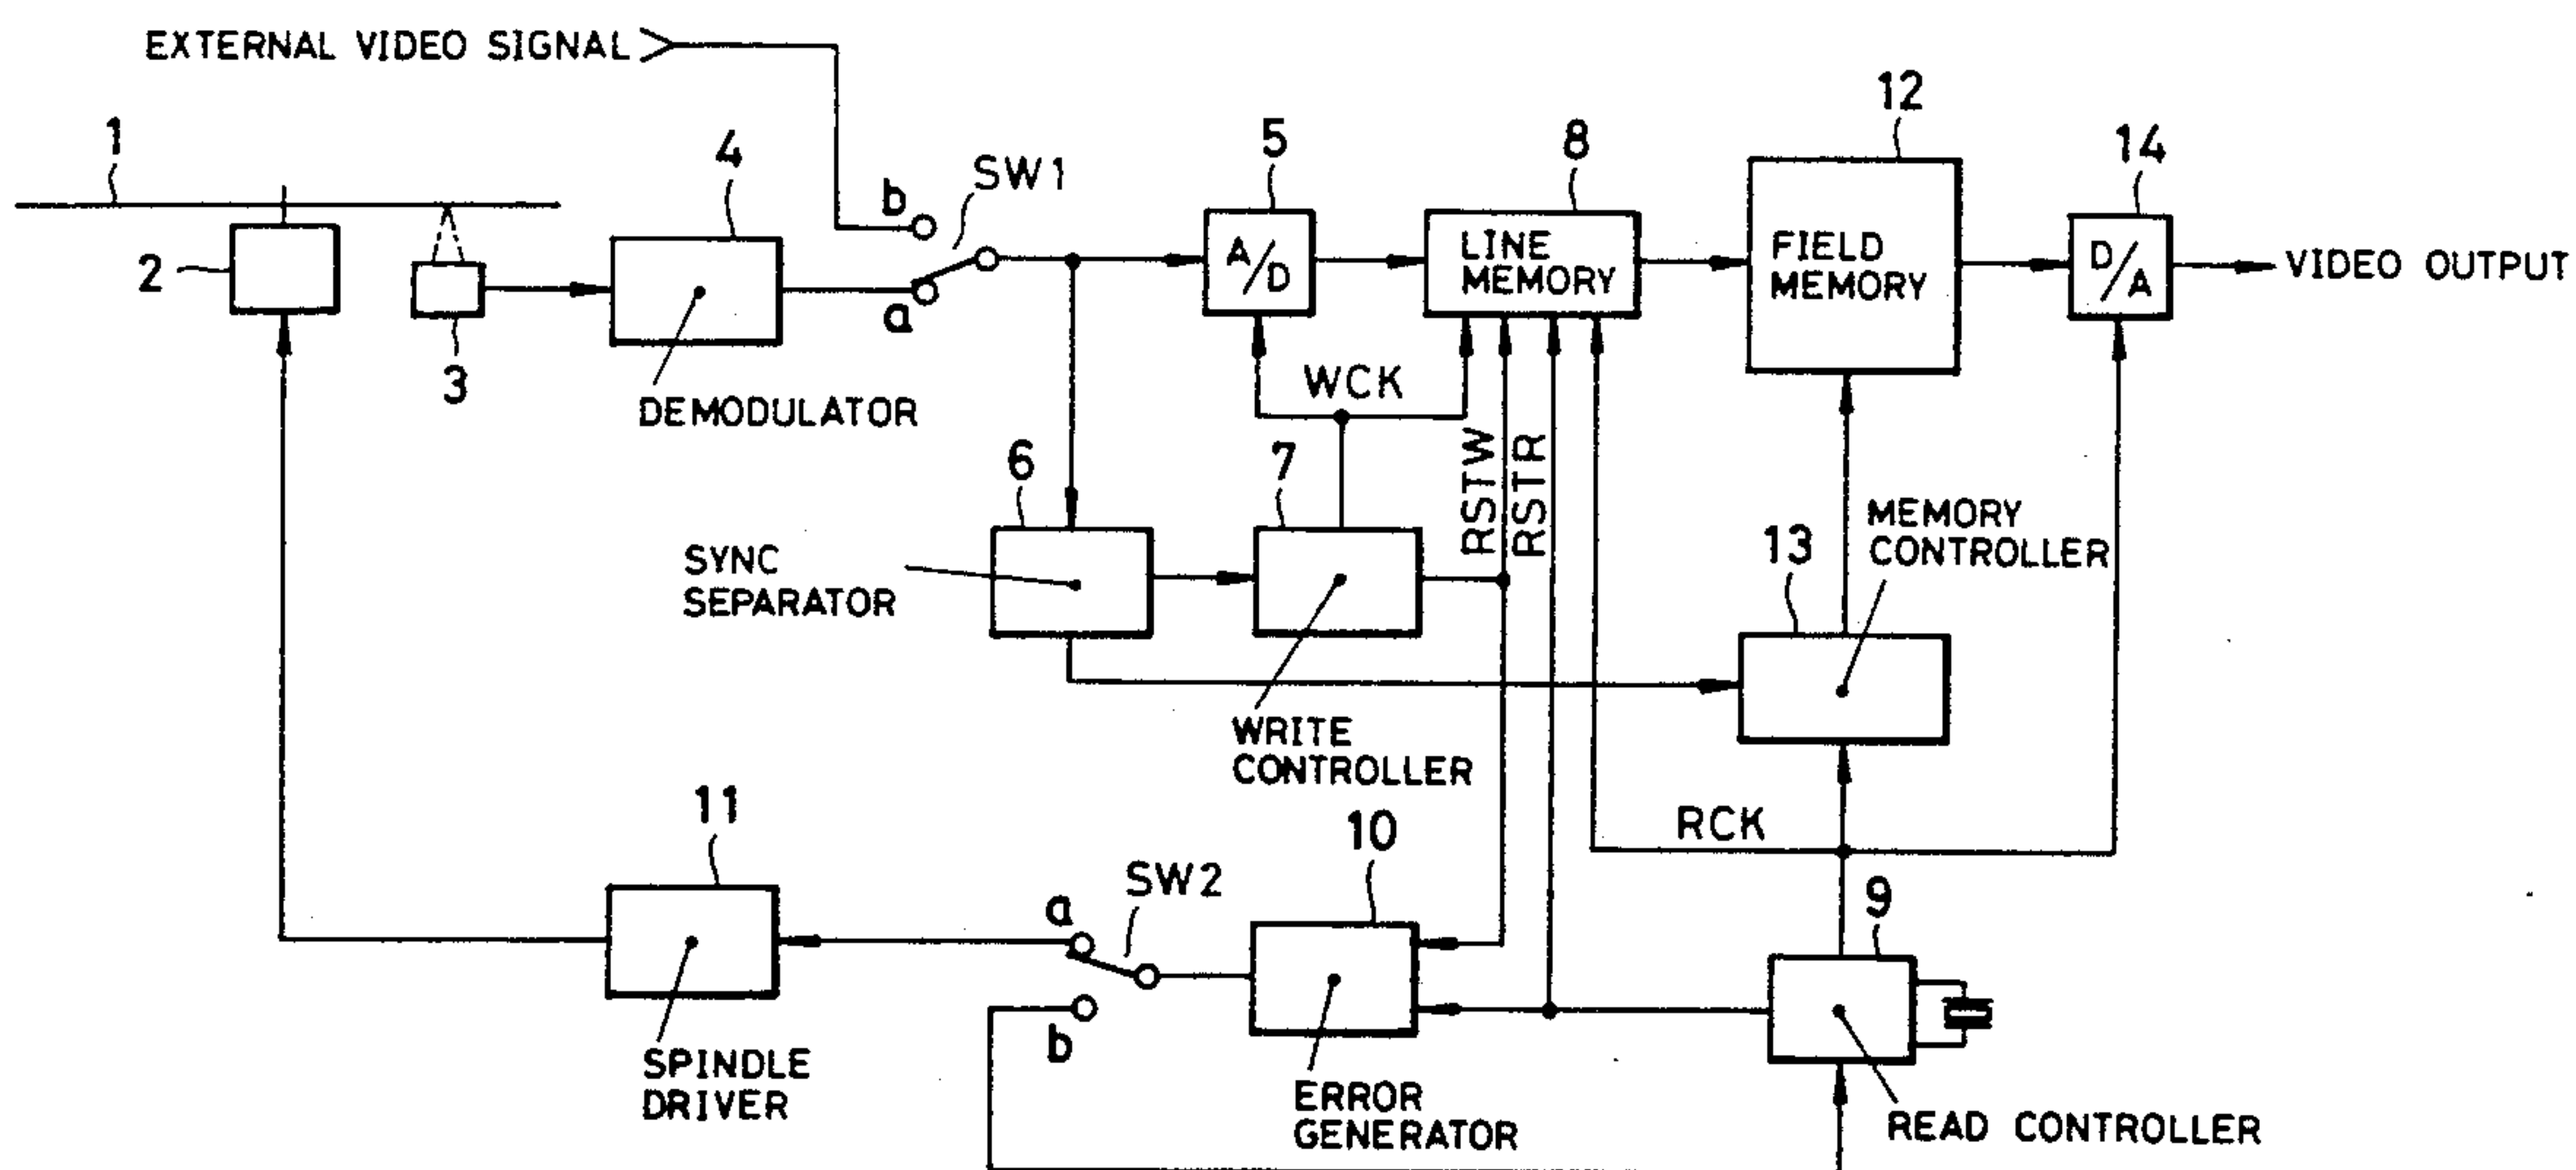 EXTERNAL VIDEO SIGNAL
12
1
4
5
8
14
SW1
b
LINE
MEMORY
FIELD
MEMORY
A/D
D/A
VIDEO OUTPUT
2
a
3
DEMODULATOR
WCK
6
7
RSTW
RSTR
MEMORY
CONTROLLER
13
SYNC
SEPARATOR
WRITE
CONTROLLER
11
10
RCK
SW2
9
a
b
SPINDLE
DRIVER
ERROR
GENERATOR
READ CONTROLLER